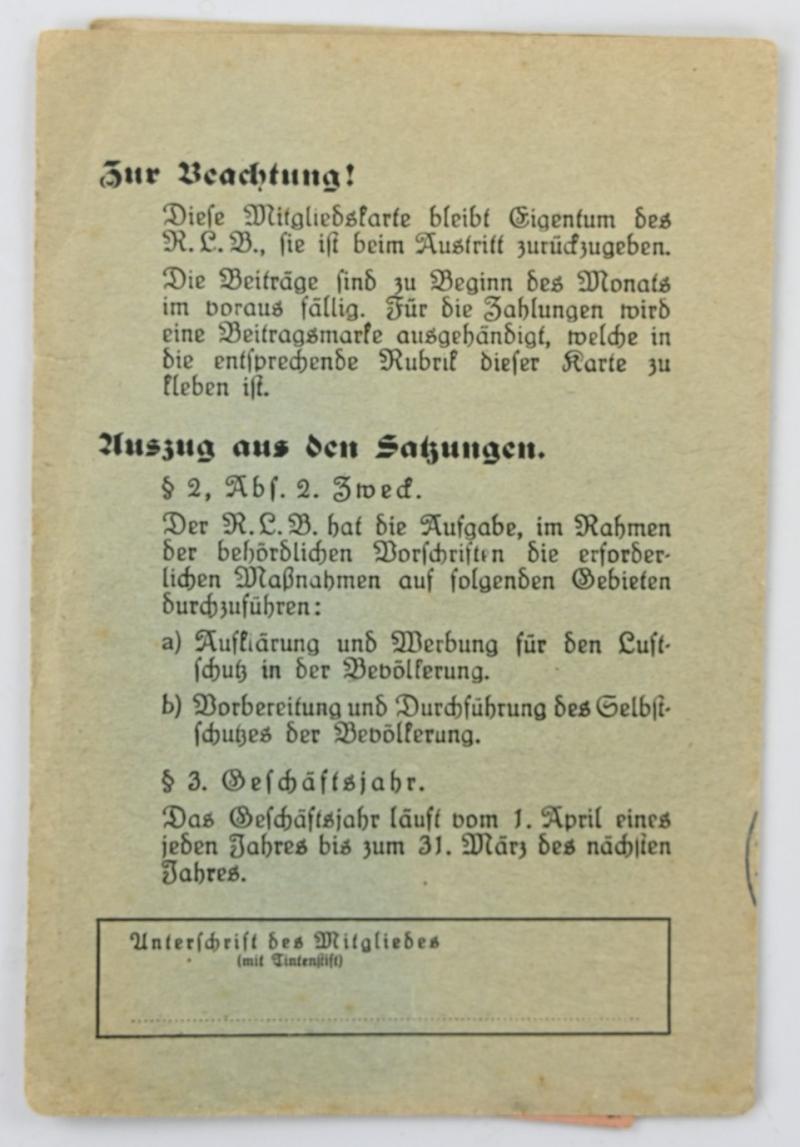 Zur Beachtung!
Diese Mitgliedskarte bleibt Eigentum des
R. L. B., sie ist beim Austritt zurückzugeben.
Die Beiträge sind zu Beginn des Monats
im voraus fällig. Für die Zahlungen wird
eine Beitragsmarke ausgehändigt, welche in
die entsprechende Rubrik dieser Karte zu
kleben ist.
Auszug aus den Satzungen.
§ 2, Abs. 2. Zweck.
Der R. L. B. hat die Aufgabe, im Rahmen
der behördlichen Vorschriften die erforder-
lichen Maßnahmen auf folgenden Gebieten
durchzuführen:
a) Aufklärung und Werbung für den Luft-
schutz in der Bevölkerung.
b) Vorbereitung und Durchführung des Selbst-
schutzes der Bevölkerung.
§ 3. Geschäftsjahr.
Das Geschäftsjahr läuft vom 1. April eines
jeden Jahres bis zum 31. März des nächsten
Jahres.
Unterschrift des Mitgliedes
(mit Tintenstift)